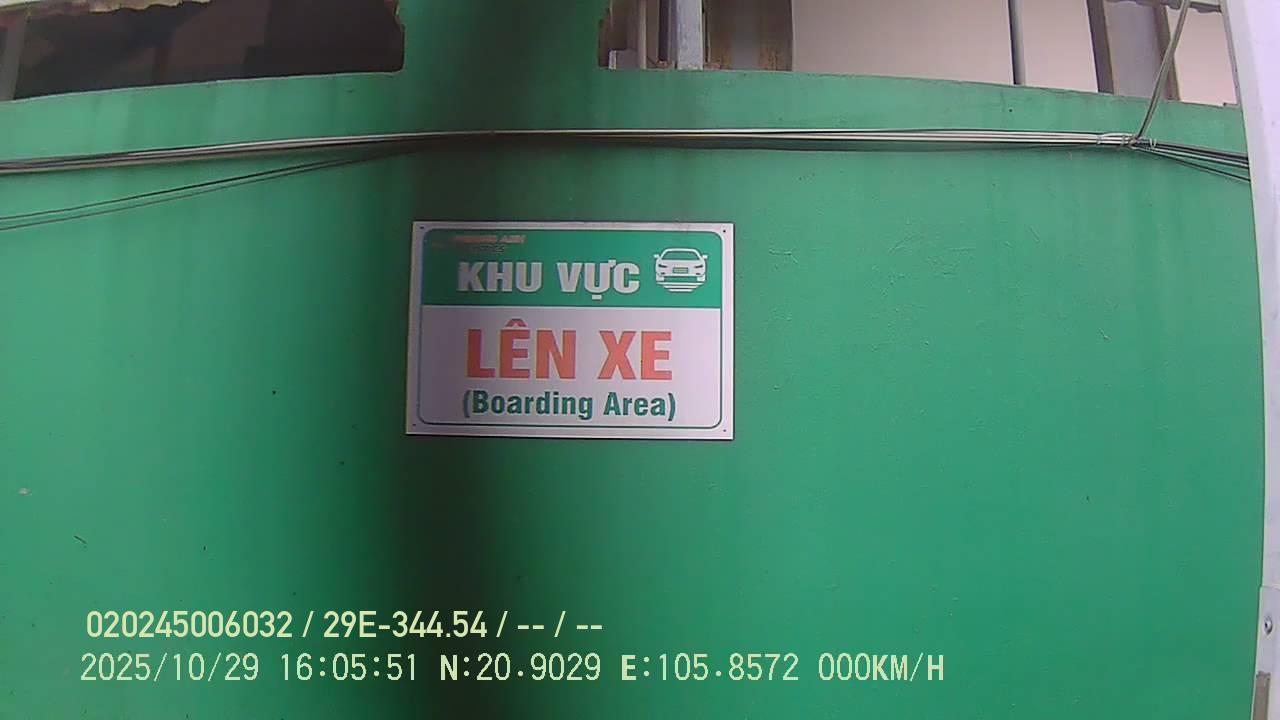 KHU VỰC
LÊN XE
(Boarding Area)
020245006032 / 29E-344.54 / -- / --
2025/10/29 16:05:51 N:20.9029 E:105.8572 000KM/H